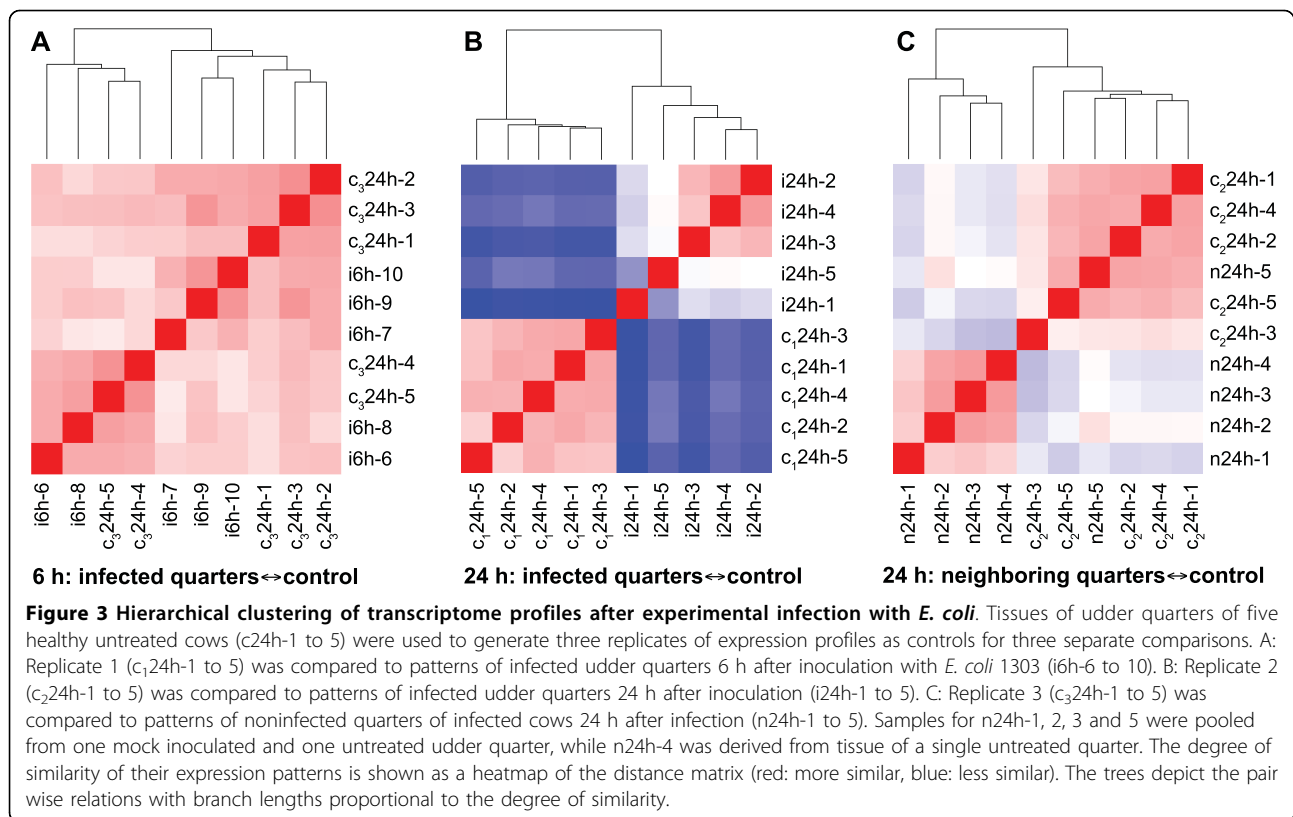 A
B
C
c₃24h-2
c₃24h-3
c₃24h-1
i6h-10
i6h-9
i6h-7
c₃24h-4
c₃24h-5
i6h-8
i6h-6
i6h-6
i6h-8
c₃24h-5
c₃24h-4
i6h-7
i6h-9
i6h-10
c₃24h-1
c₃24h-3
c₃24h-2
6 h: infected quarters↔control
i24h-2
i24h-4
i24h-3
i24h-5
i24h-1
c₁24h-3
c₁24h-1
c₁24h-4
c₁24h-2
c₁24h-5
c₁24h-5
c₁24h-2
c₁24h-4
c₁24h-1
c₁24h-3
i24h-1
i24h-5
i24h-3
i24h-4
i24h-2
24 h: infected quarters↔control
c₂24h-1
c₂24h-4
c₂24h-2
n24h-5
c₂24h-5
c₂24h-3
n24h-4
n24h-3
n24h-2
n24h-1
n24h-1
n24h-2
n24h-3
n24h-4
c₂24h-3
c₂24h-5
n24h-5
c₂24h-2
c₂24h-4
c₂24h-1
24 h: neighboring quarters↔control
Figure 3 Hierarchical clustering of transcriptome profiles after experimental infection with E. coli. Tissues of udder quarters of five
healthy untreated cows (c24h-1 to 5) were used to generate three replicates of expression profiles as controls for three separate comparisons. A:
Replicate 1 (c₁24h-1 to 5) was compared to patterns of infected udder quarters 6 h after inoculation with E. coli 1303 (i6h-6 to 10). B: Replicate 2
(c₂24h-1 to 5) was compared to patterns of infected udder quarters 24 h after inoculation (i24h-1 to 5). C: Replicate 3 (c₃24h-1 to 5) was
compared to patterns of noninfected quarters of infected cows 24 h after infection (n24h-1 to 5). Samples for n24h-1, 2, 3 and 5 were pooled
from one mock inoculated and one untreated udder quarter, while n24h-4 was derived from tissue of a single untreated quarter. The degree of
similarity of their expression patterns is shown as a heatmap of the distance matrix (red: more similar, blue: less similar). The trees depict the pair
wise relations with branch lengths proportional to the degree of similarity.